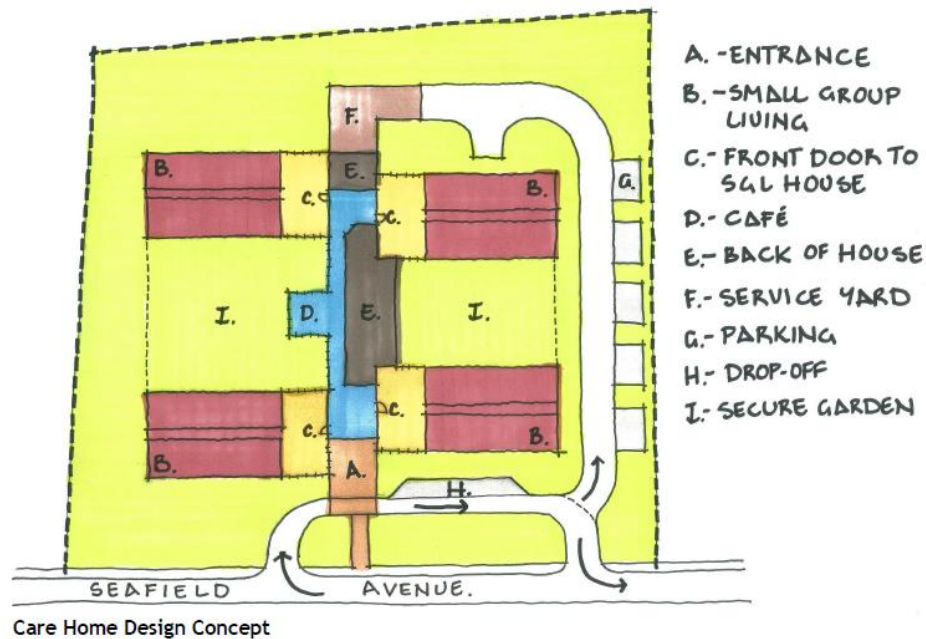 A. - ENTRANCE
B. - SMALL GROUP
LIVING
C. - FRONT DOOR TO
SGL HOUSE
D. - CAFÉ
E. - BACK OF HOUSE
F. - SERVICE YARD
G. - PARKING
H. - DROP-OFF
I. - SECURE GARDEN
F.
B.
E.
C.
C.
B.
G.
I.
D.
E.
I.
C.
C.
B.
A.
B.
H.
SEAFIELD AVENUE.
Care Home Design Concept